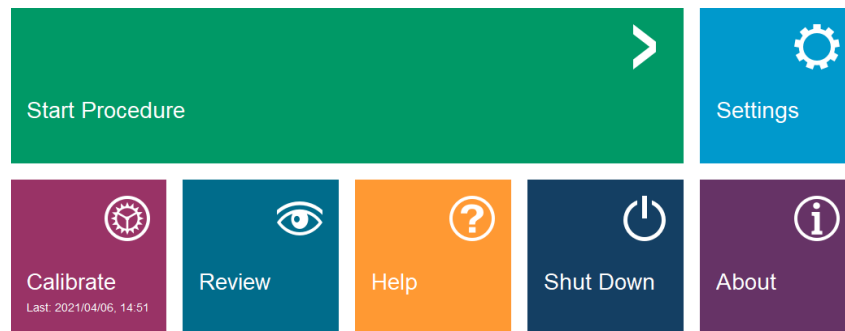 Start Procedure
Settings
Calibrate
Last: 2021/04/06, 14:51
Review
Help
Shut Down
About